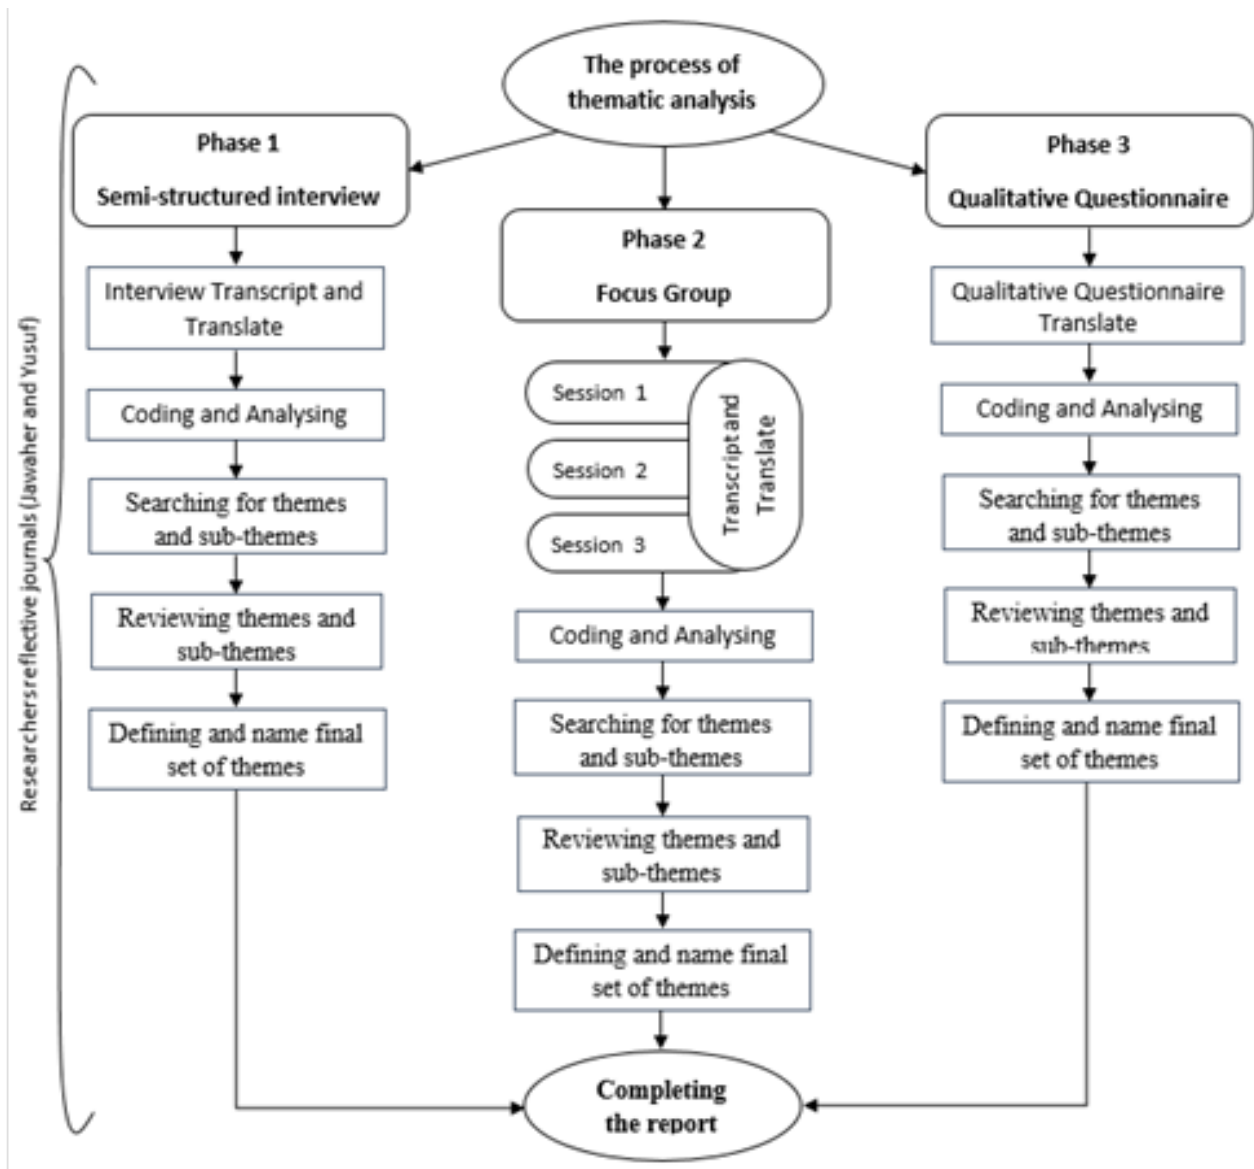 The process of
thematic analysis
Phase 1
Semi-structured interview
Interview Transcript and
Translate
Coding and Analysing
Searching for themes
and sub-themes
Reviewing themes and
sub-themes
Defining and name final
set of themes
Phase 2
Focus Group
Session 1
Session 2
Session 3
Transcript and
Translate
Coding and Analysing
Searching for themes
and sub-themes
Reviewing themes and
sub-themes
Defining and name final
set of themes
Phase 3
Qualitative Questionnaire
Qualitative Questionnaire
Translate
Coding and Analysing
Searching for themes
and sub-themes
Reviewing themes and
sub-themes
Defining and name final
set of themes
Completing
the report
Researchers reflective journals (Jawaher and Yusuf)